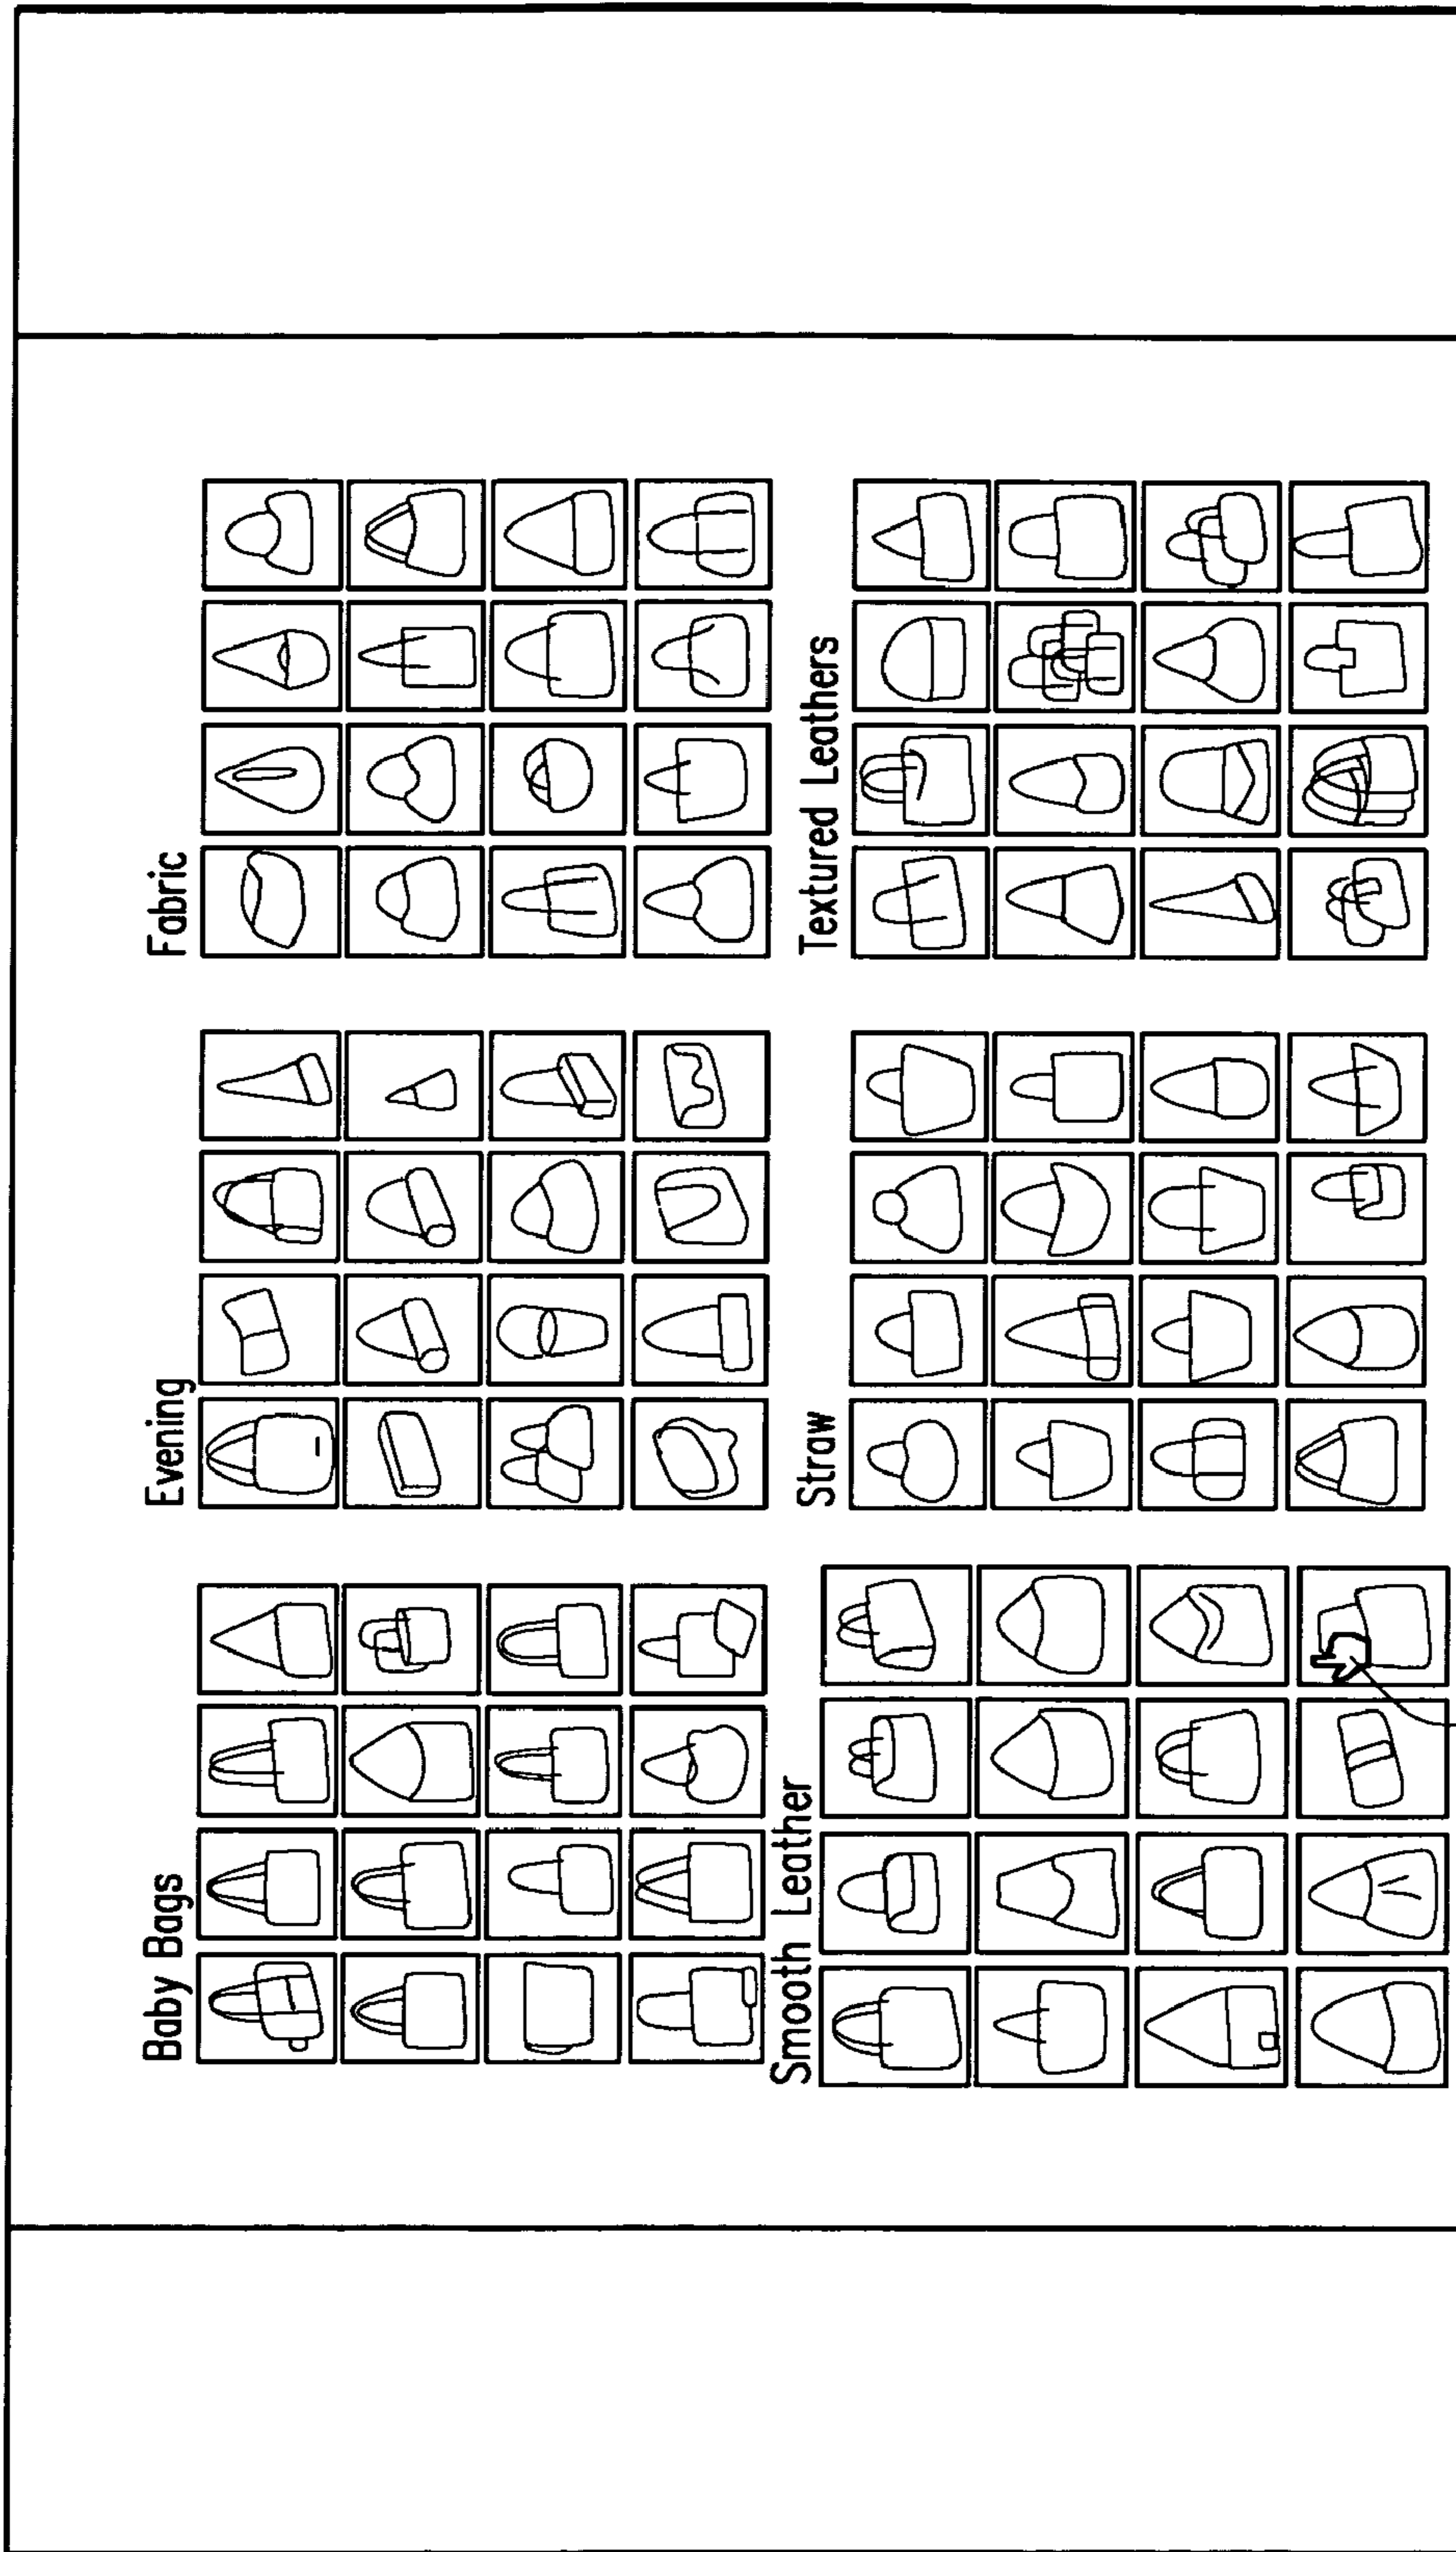 Baby Bags
Evening
Fabric
Smooth Leather
Straw
Textured Leathers